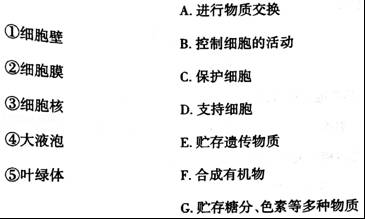 ①细胞壁
②细胞膜
③细胞核
④大液泡
⑤叶绿体
A. 进行物质交换
B. 控制细胞的活动
C. 保护细胞
D. 支持细胞
E. 贮存遗传物质
F. 合成有机物
G. 贮存糖分、色素等多种物质